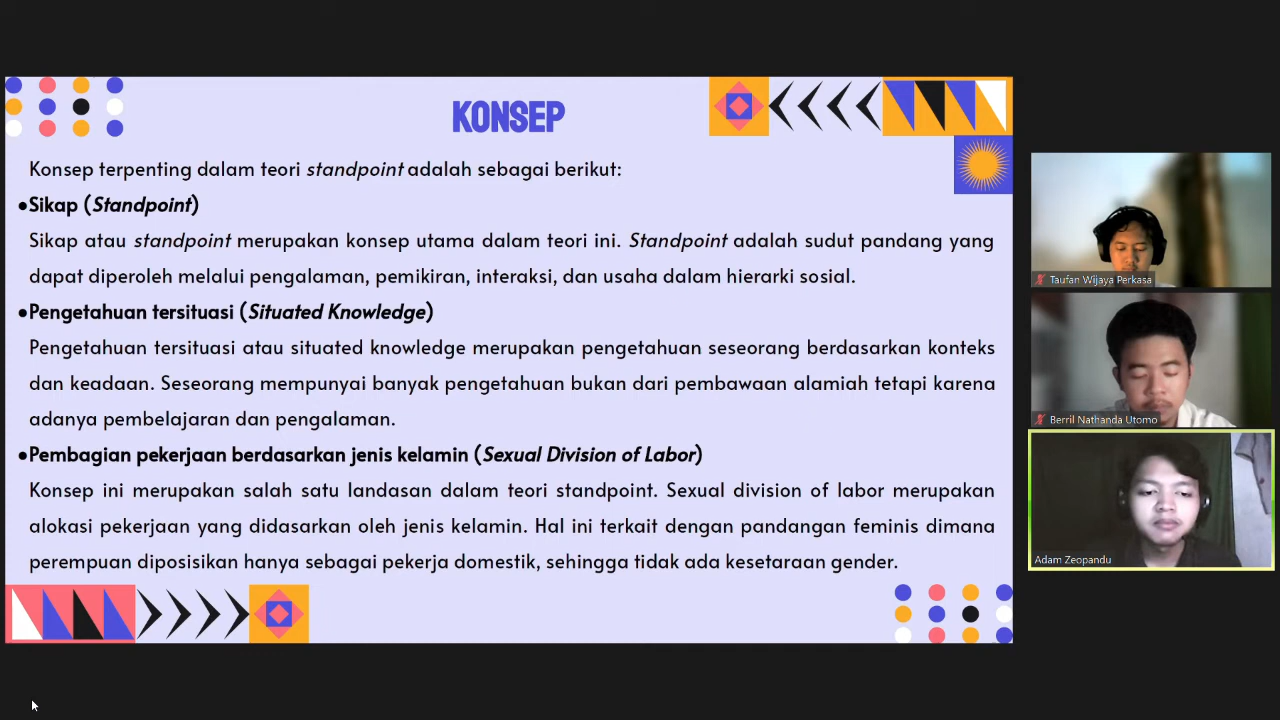 KONSEP
Konsep terpenting dalam teori standpoint adalah sebagai berikut:
•Sikap (Standpoint)
Sikap atau standpoint merupakan konsep utama dalam teori ini. Standpoint adalah sudut pandang yang
dapat diperoleh melalui pengalaman, pemikiran, interaksi, dan usaha dalam hierarki sosial.
•Pengetahuan tersituasi (Situated Knowledge)
Pengetahuan tersituasi atau situated knowledge merupakan pengetahuan seseorang berdasarkan konteks
dan keadaan. Seseorang mempunyai banyak pengetahuan bukan dari pembawaan alamiah tetapi karena
adanya pembelajaran dan pengalaman.
•Pembagian pekerjaan berdasarkan jenis kelamin (Sexual Division of Labor)
Konsep ini merupakan salah satu landasan dalam teori standpoint. Sexual division of labor merupakan
alokasi pekerjaan yang didasarkan oleh jenis kelamin. Hal ini terkait dengan pandangan feminis dimana
perempuan diposisikan hanya sebagai pekerja domestik, sehingga tidak ada kesetaraan gender.
Taufan Wijaya Perkasa
Berril Nathanda Utomo
Adam Zeopandu